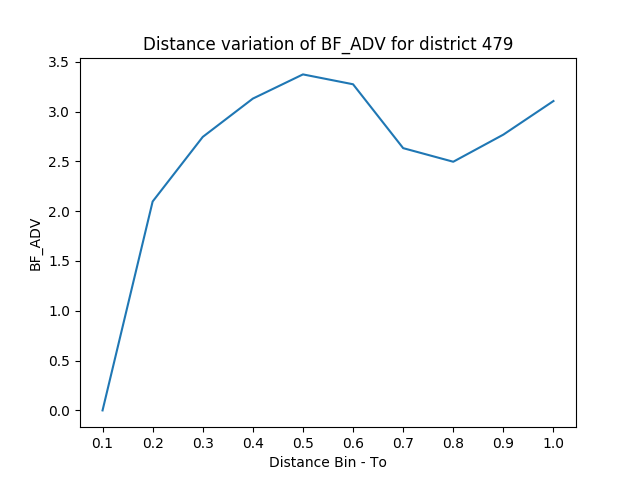 Distance variation of BF_ADV for district 479
3.5
3.0
2.5
2.0
1.5
1.0
0.5
0.0
BF_ADV
0.1 0.2 0.3 0.4 0.5 0.6 0.7 0.8 0.9 1.0
Distance Bin - To